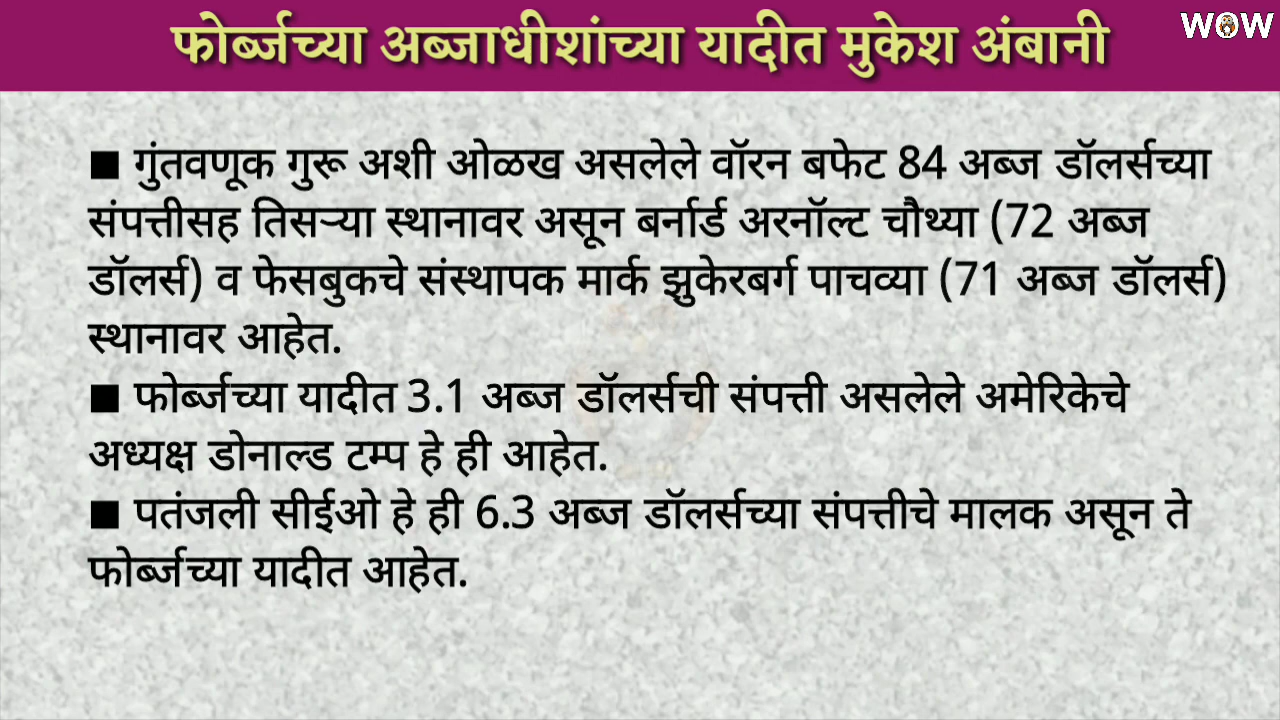 फोर्ब्जच्या अब्जाधीशांच्या यादीत मुकेश अंबानी
WOW
■ गुंतवणूक गुरू अशी ओळख असलेले वॉरन बफेट 84 अब्ज डॉलर्सच्या
संपत्तीसह तिसऱ्या स्थानावर असून बर्नार्ड अरनॉल्ट चौथ्या (72 अब्ज
डॉलर्स) व फेसबुकचे संस्थापक मार्क झुकेरबर्ग पाचव्या (71 अब्ज डॉलर्स)
स्थानावर आहेत.
■ फोर्ब्जच्या यादीत 3.1 अब्ज डॉलर्सची संपत्ती असलेले अमेरिकेचे
अध्यक्ष डोनाल्ड टम्प हे ही आहेत.
■ पतंजली सीईओ हे ही 6.3 अब्ज डॉलर्सच्या संपत्तीचे मालक असून ते
फोर्ब्जच्या यादीत आहेत.